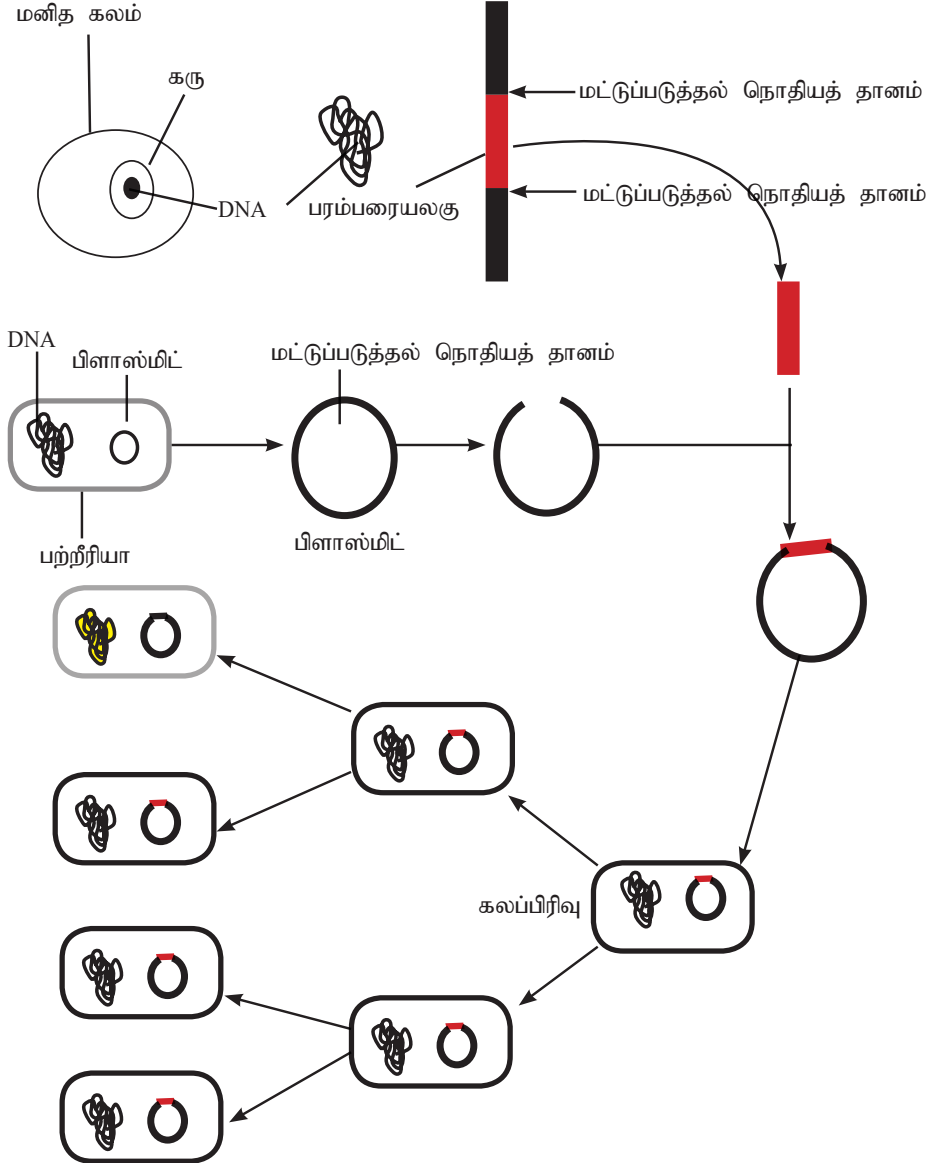 மனித கலம்
கரு
மட்டுப்படுத்தல் நொதியத் தானம்
DNA
பரம்பரையலகு
மட்டுப்படுத்தல் நொதியத் தானம்
DNA
பிளாஸ்மிட்
மட்டுப்படுத்தல் நொதியத் தானம்
பிளாஸ்மிட்
பற்றீரியா
கலப்பிரிவு